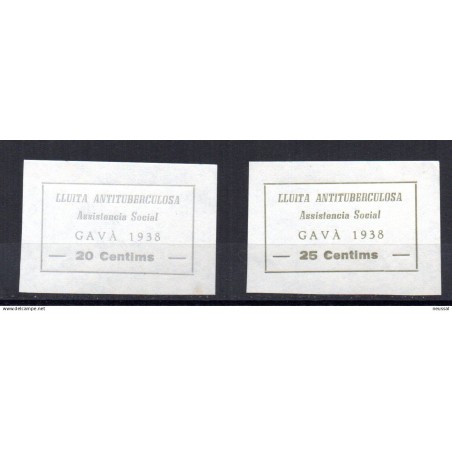 LLUITA ANTITUBERCULOSA
Assistencia Social
GAVÀ 1938
— 20 Centims —
LLUITA ANTITUBERCULOSA
Assistencia Social
GAVÀ 1938
— 25 Centims —
www.delcampe.net
neussal